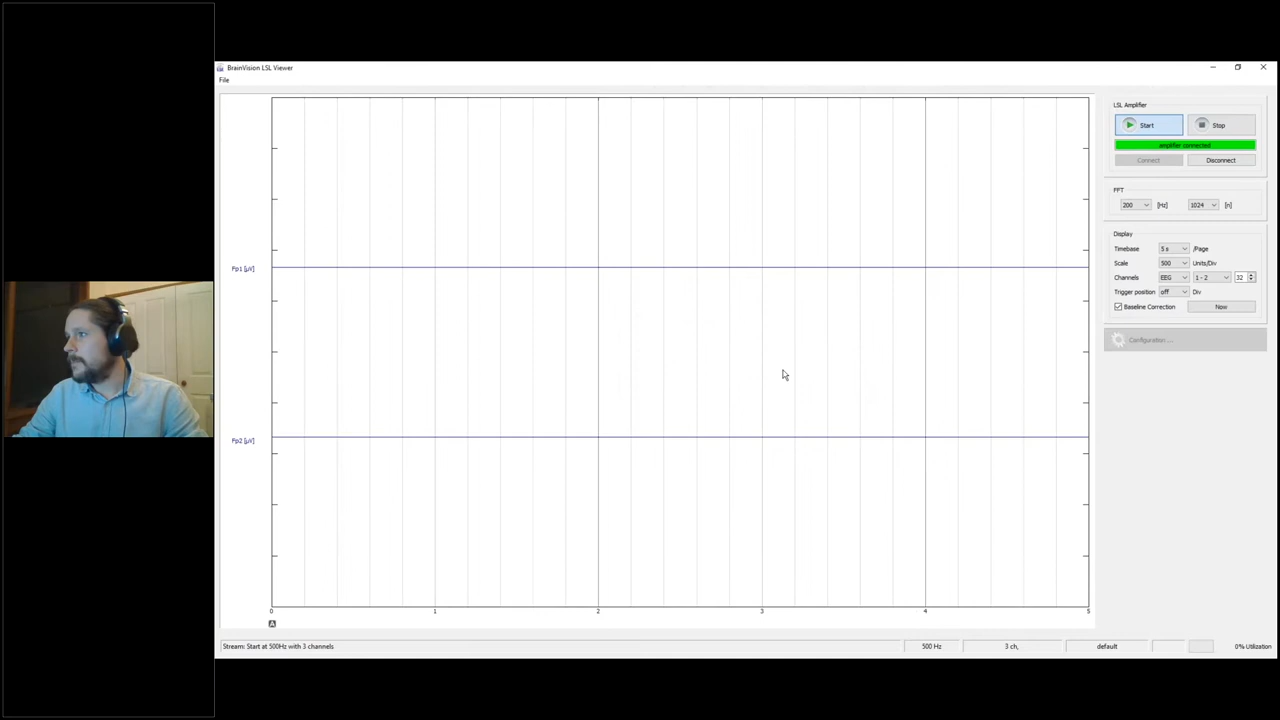 BrainVision LSL Viewer
File
LSL Amplifier
Start Stop
amplifier connected
Connect Disconnect
FFT
200 [Hz] 1024 [n]
Display
Timebase 5 s /Page
Scale 500 Units/Div
Channels EEG 1 - 2 32
Trigger position off Div
Baseline Correction Now
Configuration ...
Fp1 [µV]
Fp2 [µV]
0 1 2 3 4 5
A
Stream: Start at 500Hz with 3 channels 500 Hz 3 ch, default 0% Utilization